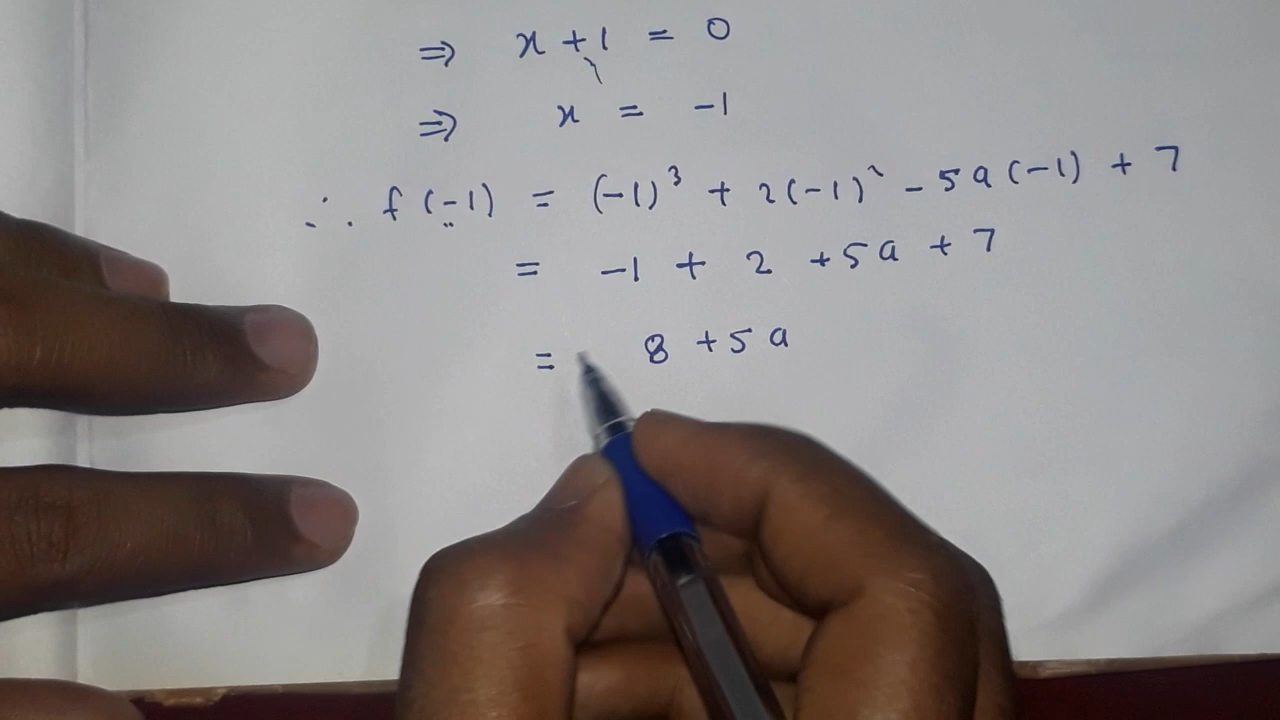 ⇒ x + 1 = 0
⇒ x = -1
∴ f(-1) = (-1)³ + 2(-1)² - 5a(-1) + 7
= -1 + 2 + 5a + 7
= 8 + 5a